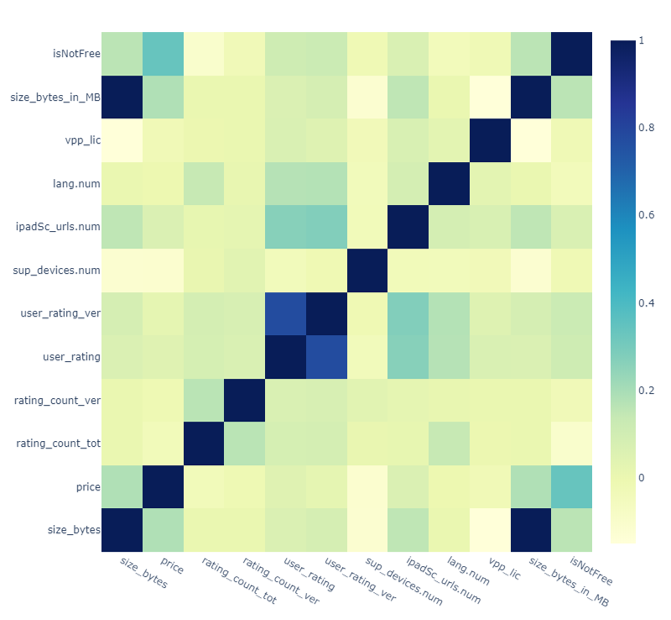 isNotFree
size_bytes_in_MB
vpp_lic
lang.num
ipadSc_urls.num
sup_devices.num
user_rating_ver
user_rating
rating_count_ver
rating_count_tot
price
size_bytes
size_bytes
price
rating_count_tot
rating_count_ver
user_rating
user_rating_ver
sup_devices.num
ipadSc_urls.num
lang.num
vpp_lic
size_bytes_in_MB
isNotFree
1
0.8
0.6
0.4
0.2
0